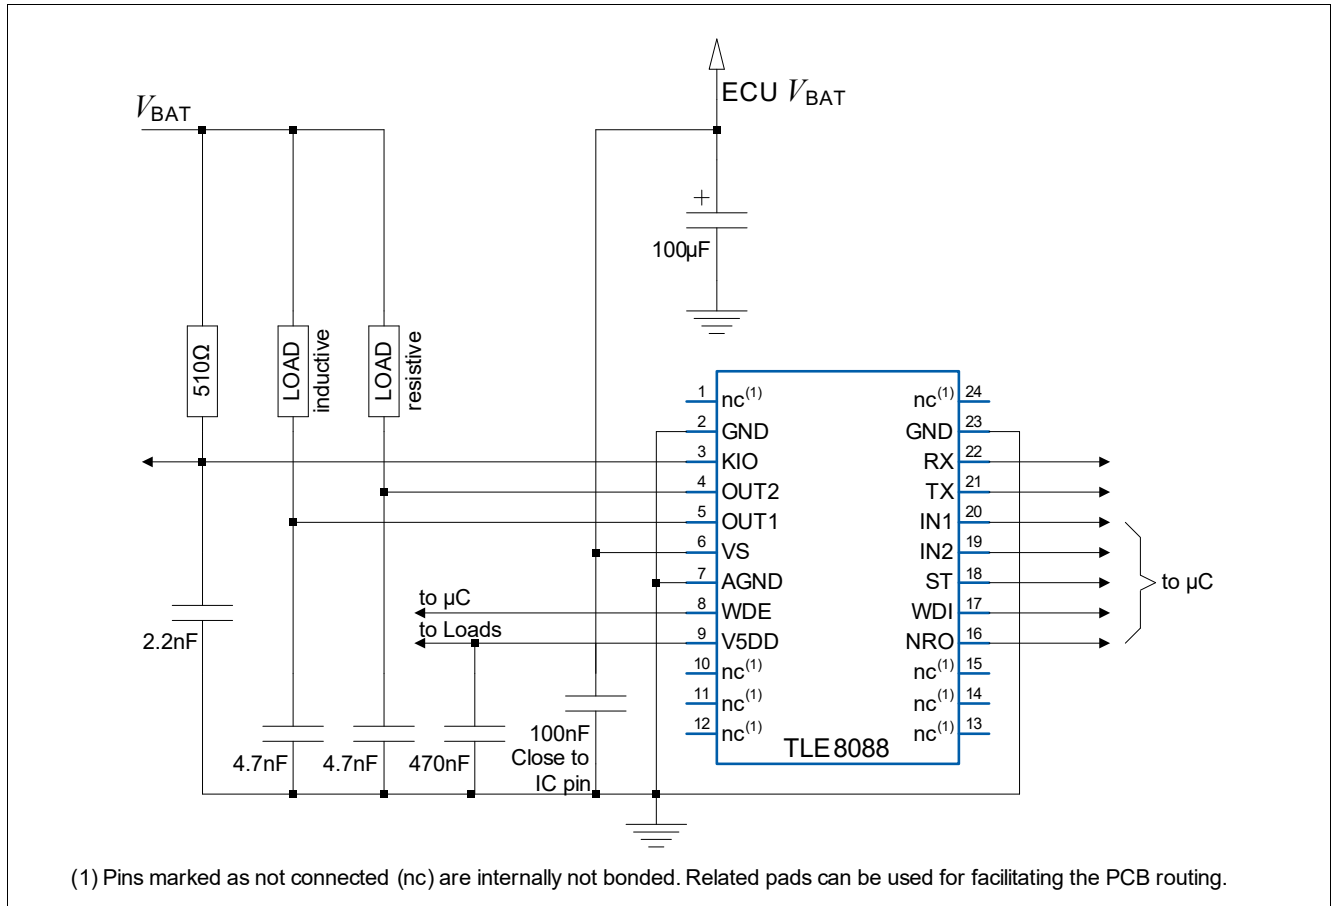 ECU VBAT
VBAT
+
100µF
510Ω
LOAD
inductive
LOAD
resistive
1 nc(1)
2 GND
3 KIO
4 OUT2
5 OUT1
6 VS
7 AGND
8 WDE
9 V5DD
10 nc(1)
11 nc(1)
12 nc(1)
nc(1) 24
GND 23
RX 22
TX 21
IN1 20
IN2 19
ST 18
WDI 17
NRO 16
nc(1) 15
nc(1) 14
nc(1) 13
TLE8088
to µC
to µC
to Loads
2.2nF
4.7nF
4.7nF
470nF
100nF
Close to
IC pin
(1) Pins marked as not connected (nc) are internally not bonded. Related pads can be used for facilitating the PCB routing.